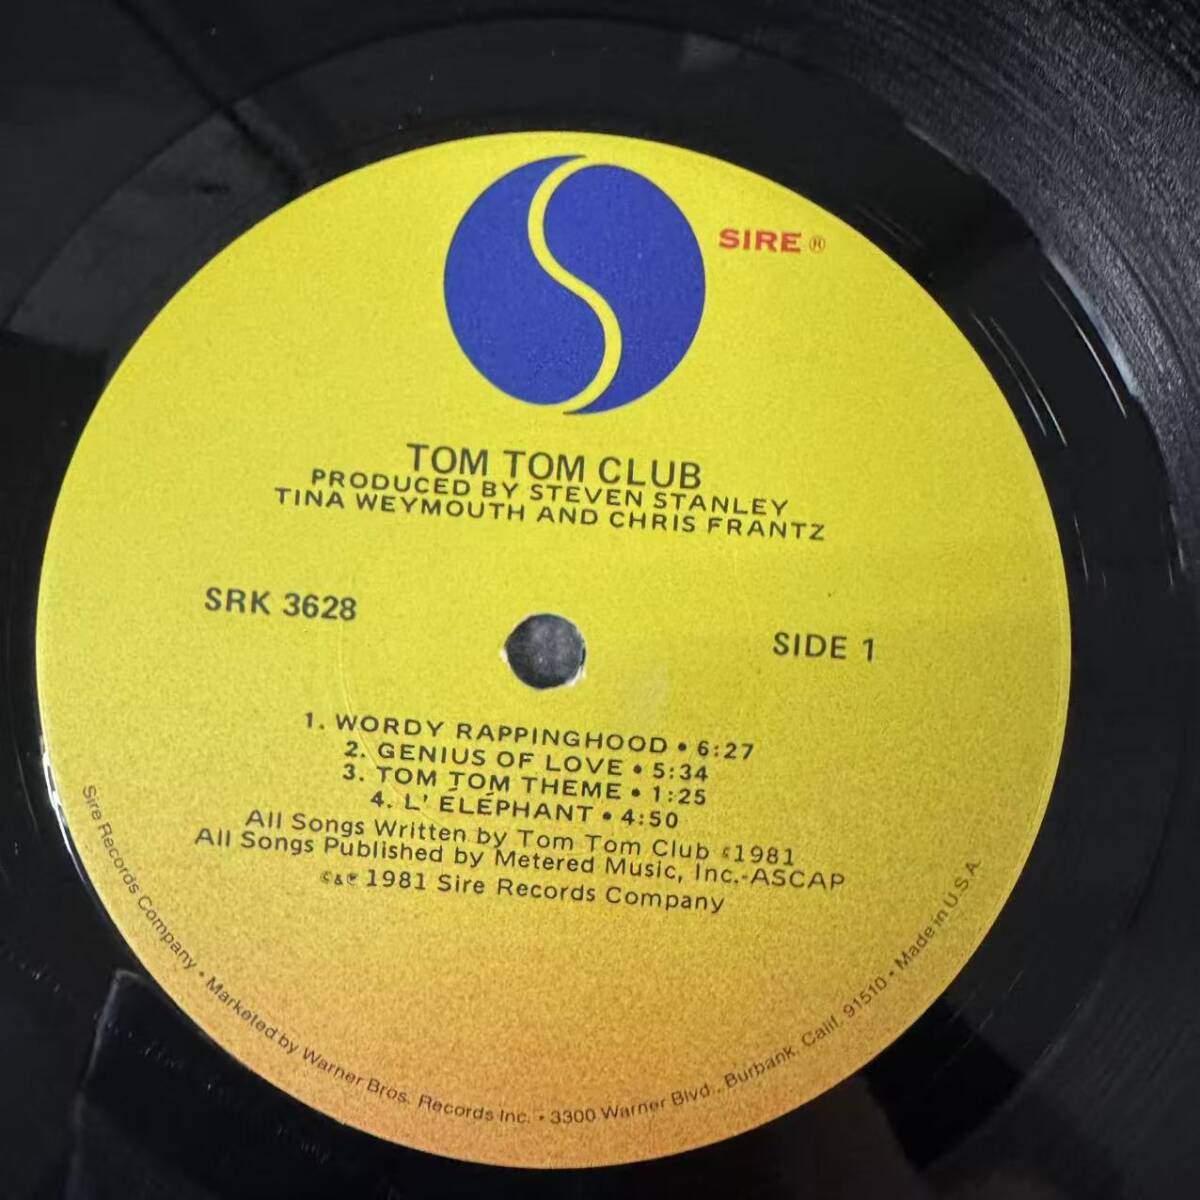 SIRE ®
TOM TOM CLUB
PRODUCED BY STEVEN STANLEY
TINA WEYMOUTH AND CHRIS FRANTZ
SRK 3628
SIDE 1
1. WORDY RAPPINGHOOD • 6:27
2. GENIUS OF LOVE • 5:34
3. TOM TOM THEME • 1:25
4. L' ÉLÉPHANT • 4:50
All Songs Written by Tom Tom Club ©1981
All Songs Published by Metered Music, Inc.-ASCAP
©&℗ 1981 Sire Records Company
Sire Records Company • Marketed by Warner Bros. Records Inc. • 3300 Warner Blvd., Burbank, Calif. 91510 • Made in U.S.A.